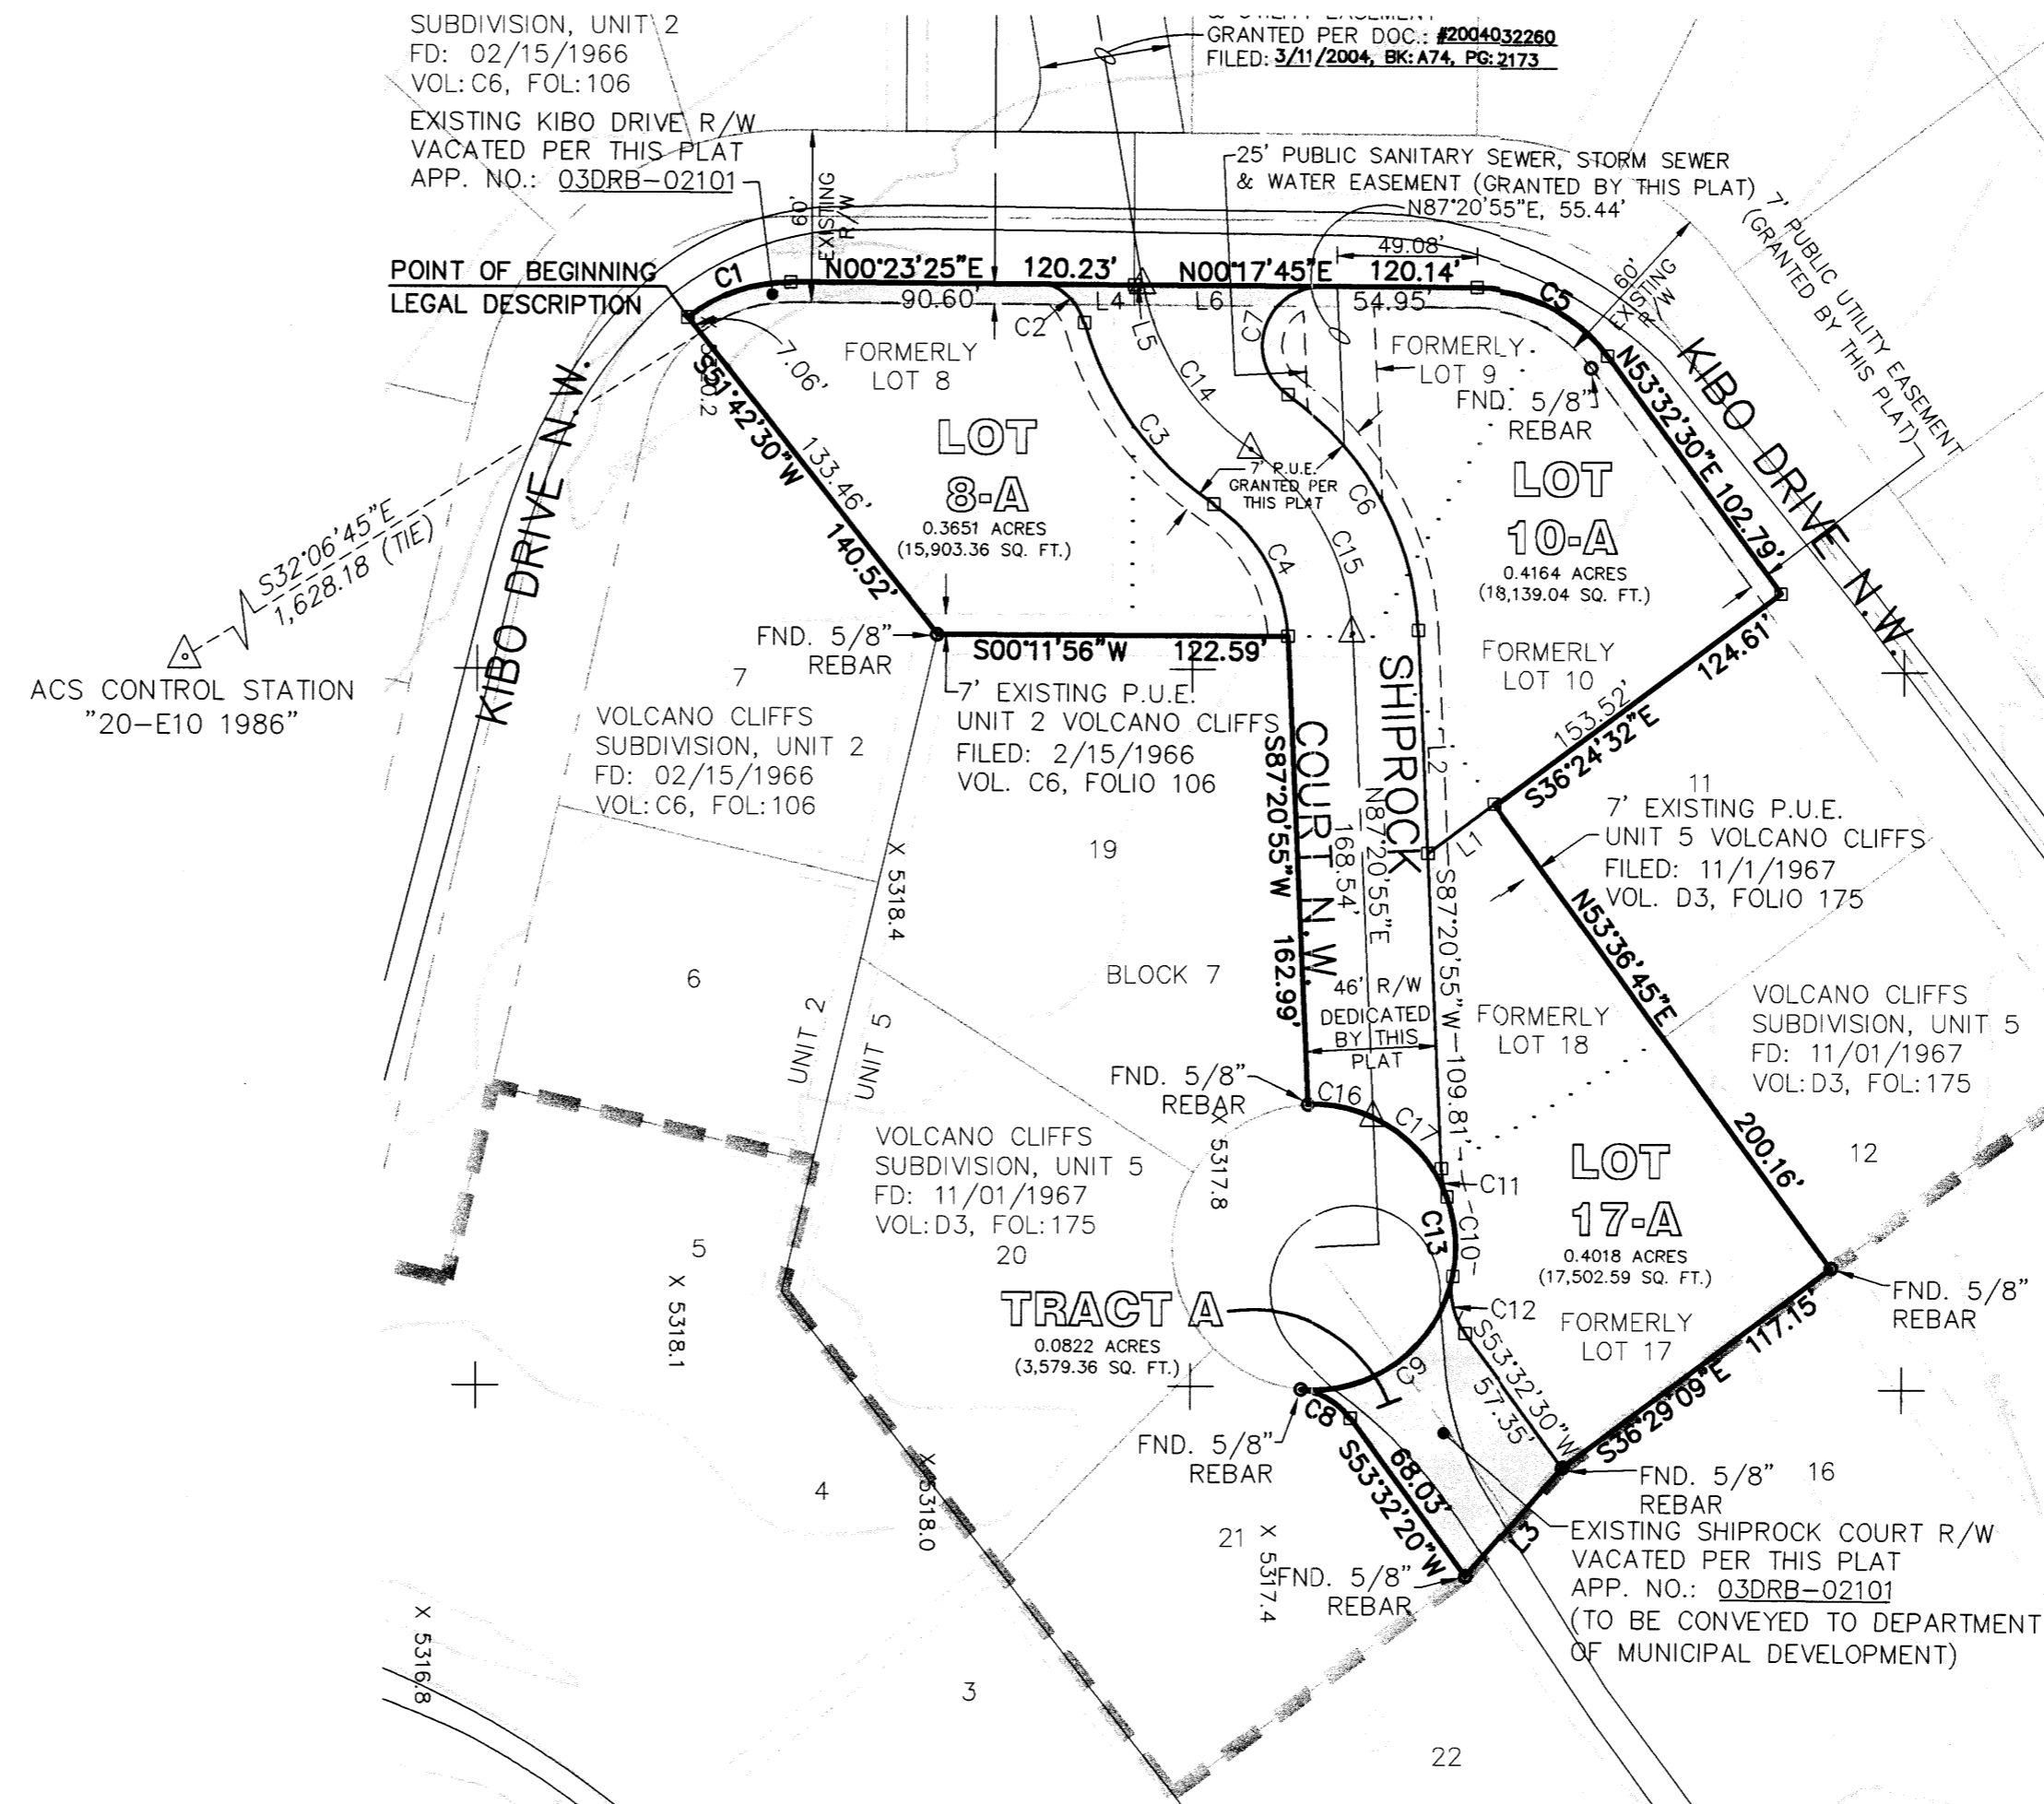 SUBDIVISION, UNIT 2
FD: 02/15/1966
VOL: C6, FOL: 106
EXISTING KIBO DRIVE R/W
VACATED PER THIS PLAT
APP. NO.: 03DRB-02101
& UTILITY EASEMENT
GRANTED PER DOC.: #2004032260
FILED: 3/11/2004, BK: A74, PG: 2173
60'
EXISTING
R/W
25' PUBLIC SANITARY SEWER, STORM SEWER
& WATER EASEMENT (GRANTED BY THIS PLAT)
N87°20'55"E, 55.44'
7' PUBLIC UTILITY EASEMENT
(GRANTED BY THIS PLAT)
(GRANTED BY THIS PLAT)
POINT OF BEGINNING
LEGAL DESCRIPTION
C1
N00°23'25"E 120.23'
N00°17'45"E 120.14'
49.08'
90.60'
L4
L6
54.95'
C5
60'
EXISTING
R/W
C2
L5
C7
7.06'
FORMERLY
LOT 8
FORMERLY
LOT 9
C14
FND. 5/8"
REBAR
KIBO DRIVE N.W.
N53°32'30"E 102.79'
S51°42'30"W
133.46'
140.52'
LOT
8-A
0.3651 ACRES
(15,903.36 SQ. FT.)
C3
7' P.U.E.
GRANTED PER
THIS PLAT
C6
LOT
10-A
0.4164 ACRES
(18,139.04 SQ. FT.)
C4
C15
KIBO DRIVE N.W.
S32°06'45"E
1,628.18 (TIE)
ACS CONTROL STATION
"20-E10 1986"
FND. 5/8"
REBAR
S00°11'56"W 122.59'
FORMERLY
LOT 10
124.61'
153.52'
S36°24'32"E
7
VOLCANO CLIFFS
SUBDIVISION, UNIT 2
FD: 02/15/1966
VOL: C6, FOL: 106
7' EXISTING P.U.E.
UNIT 2 VOLCANO CLIFFS
FILED: 2/15/1966
VOL. C6, FOLIO 106
SHIPROCK
COURT N.W.
L2
L1
S87°20'55"W 162.99'
N87°20'55"E
168.54'
S87°20'55"W 109.81'
11
7' EXISTING P.U.E.
UNIT 5 VOLCANO CLIFFS
FILED: 11/1/1967
VOL. D3, FOLIO 175
X 5318.4
19
6
BLOCK 7
UNIT 2
UNIT 5
46' R/W
DEDICATED
BY THIS
PLAT
FORMERLY
LOT 18
N53°36'45"E
200.16'
VOLCANO CLIFFS
SUBDIVISION, UNIT 5
FD: 11/01/1967
VOL: D3, FOL: 175
FND. 5/8"
REBAR
C16
C17
X 5317.8
12
VOLCANO CLIFFS
SUBDIVISION, UNIT 5
FD: 11/01/1967
VOL: D3, FOL: 175
20
C11
C13
C10
LOT
17-A
0.4018 ACRES
(17,502.59 SQ. FT.)
5
X 5318.1
TRACT A
0.0822 ACRES
(3,579.36 SQ. FT.)
C12
FORMERLY
LOT 17
117.15'
S36°29'09"E
FND. 5/8"
REBAR
C9
C8
S53°32'30"W
57.35'
FND. 5/8"
REBAR
S53°32'20"W
68.03'
FND. 5/8"
REBAR
16
L3
4
X 5318.0
21
X 5317.4
FND. 5/8"
REBAR
EXISTING SHIPROCK COURT R/W
VACATED PER THIS PLAT
APP. NO.: 03DRB-02101
(TO BE CONVEYED TO DEPARTMENT
OF MUNICIPAL DEVELOPMENT)
X 5316.8
3
22